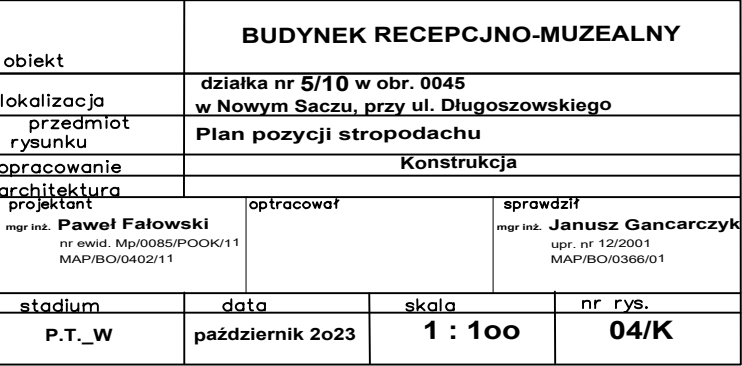 BUDYNEK RECEPCJNO-MUZEALNY
obiekt
działka nr 5/10 w obr. 0045
lokalizacja
w Nowym Saczu, przy ul. Długoszowskiego
przedmiot
rysunku
Plan pozycji stropodachu
opracowanie
Konstrukcja
architektura
projektant
optracował
sprawdził
mgr inż. Paweł Fałowski
mgr inż. Janusz Gancarczyk
nr ewid. Mp/0085/POOK/11
upr. nr 12/2001
MAP/BO/0402/11
MAP/BO/0366/01
stadium
data
skala
nr rys.
P.T._W
październik 2o23
1 : 1oo
04/K